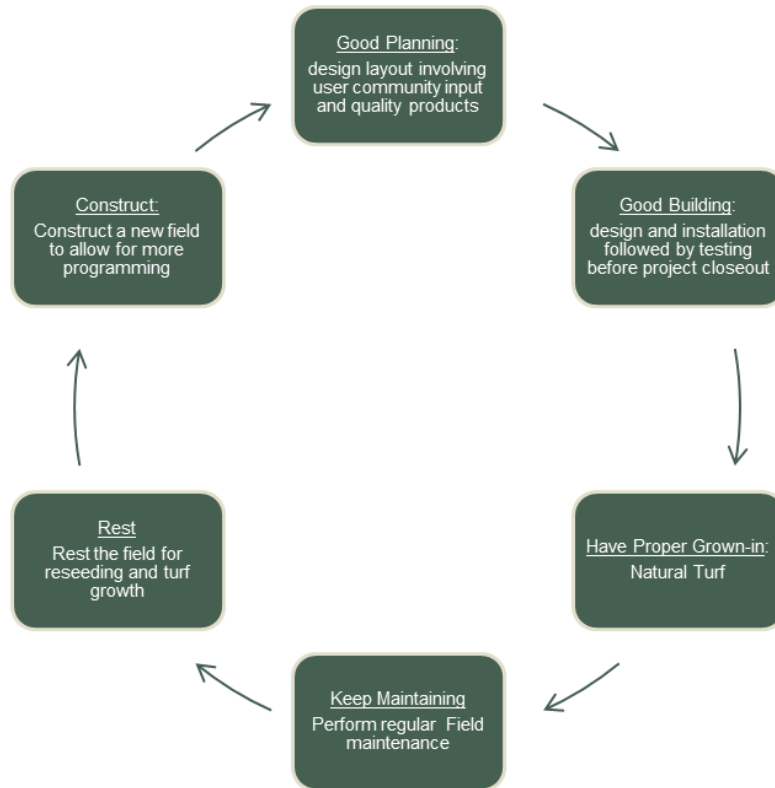 Good Planning:
design layout involving
user community input
and quality products
Good Building:
design and installation
followed by testing
before project closeout
Have Proper Grown-in:
Natural Turf
Keep Maintaining
Perform regular Field
maintenance
Rest
Rest the field for
reseeding and turf
growth
Construct:
Construct a new field
to allow for more
programming